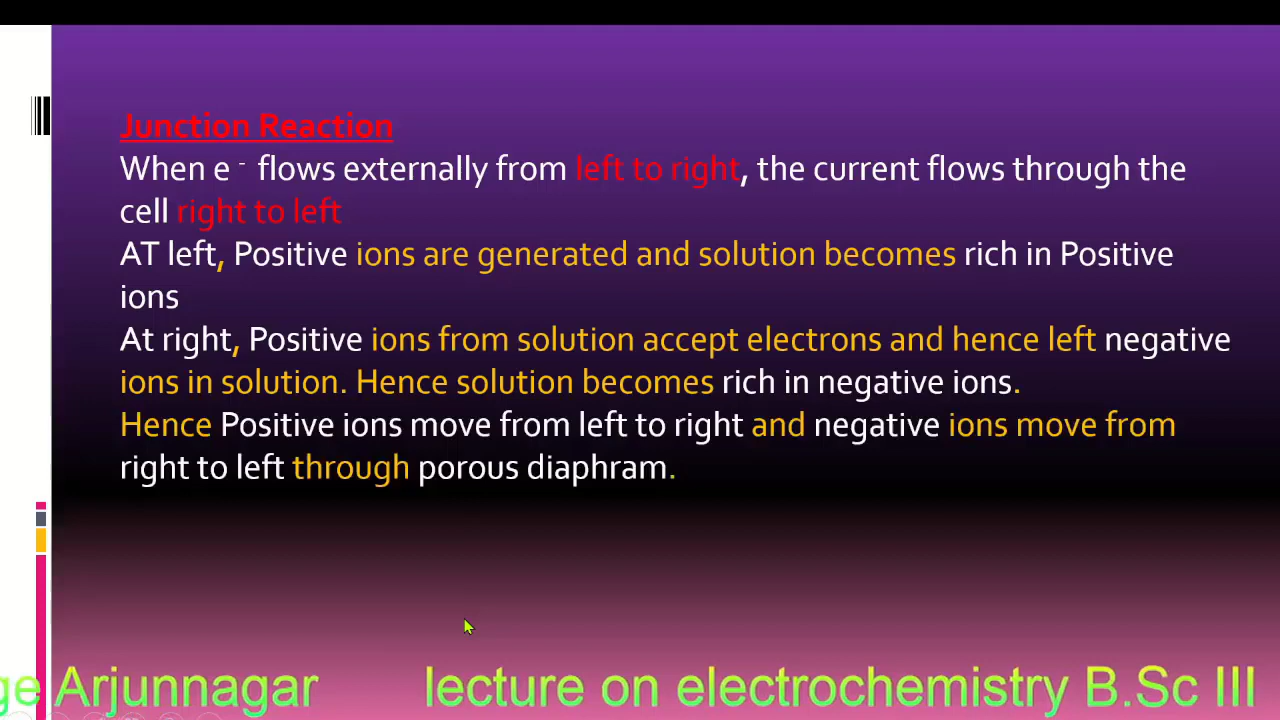 Junction Reaction
When e - flows externally from left to right, the current flows through the
cell right to left
AT left, Positive ions are generated and solution becomes rich in Positive
ions
At right, Positive ions from solution accept electrons and hence left negative
ions in solution. Hence solution becomes rich in negative ions.
Hence Positive ions move from left to right and negative ions move from
right to left through porous diaphram.
ge Arjunnagar lecture on electrochemistry B.Sc III